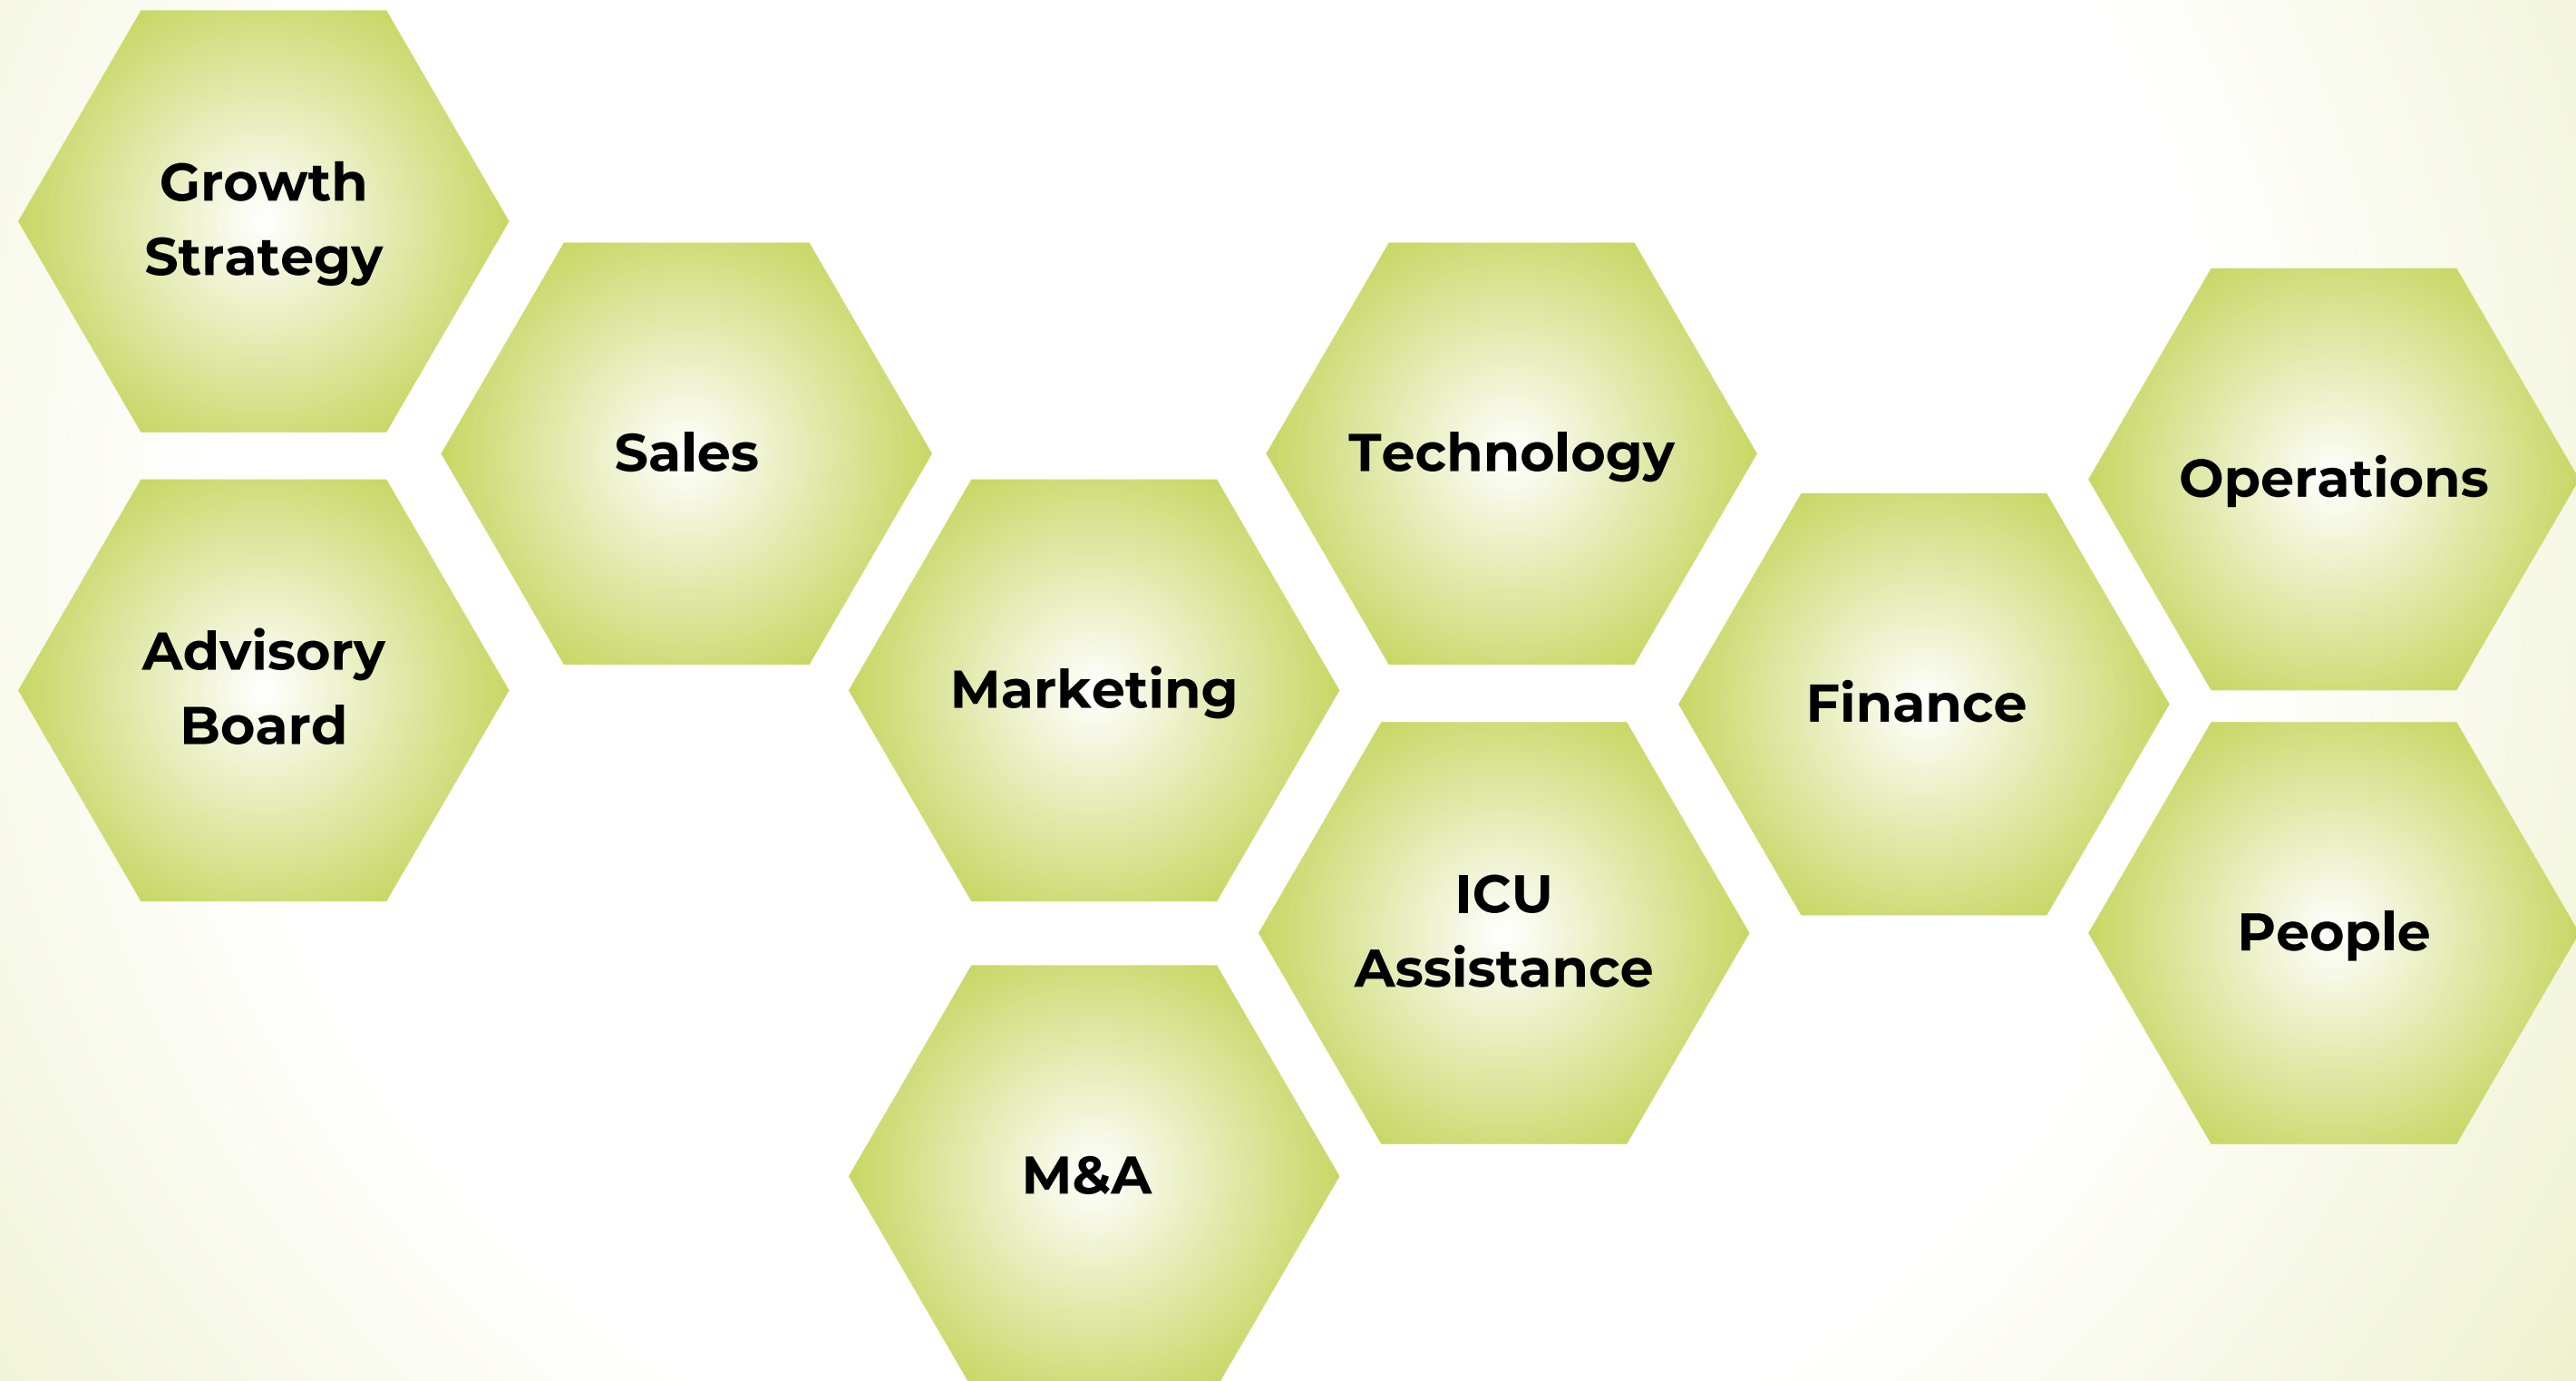 Growth
Strategy
Advisory
Board
Sales
Marketing
M&A
Technology
ICU
Assistance
Finance
Operations
People